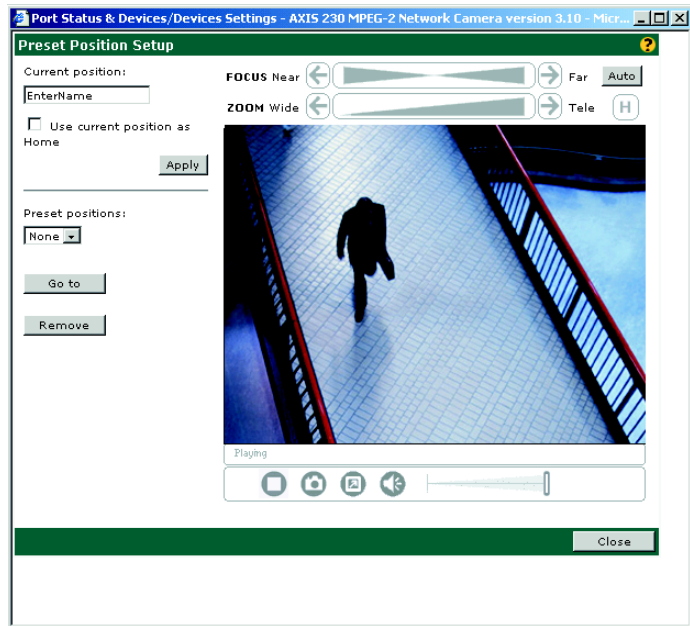 Port Status & Devices/Devices Settings - AXIS 230 MPEG-2 Network Camera version 3.10 - Micr...
Preset Position Setup
?
Current position:
EnterName
Use current position as
Home
Apply
Preset positions:
None
Go to
Remove
FOCUS Near
Far
Auto
ZOOM Wide
Tele
H
Playing
Close